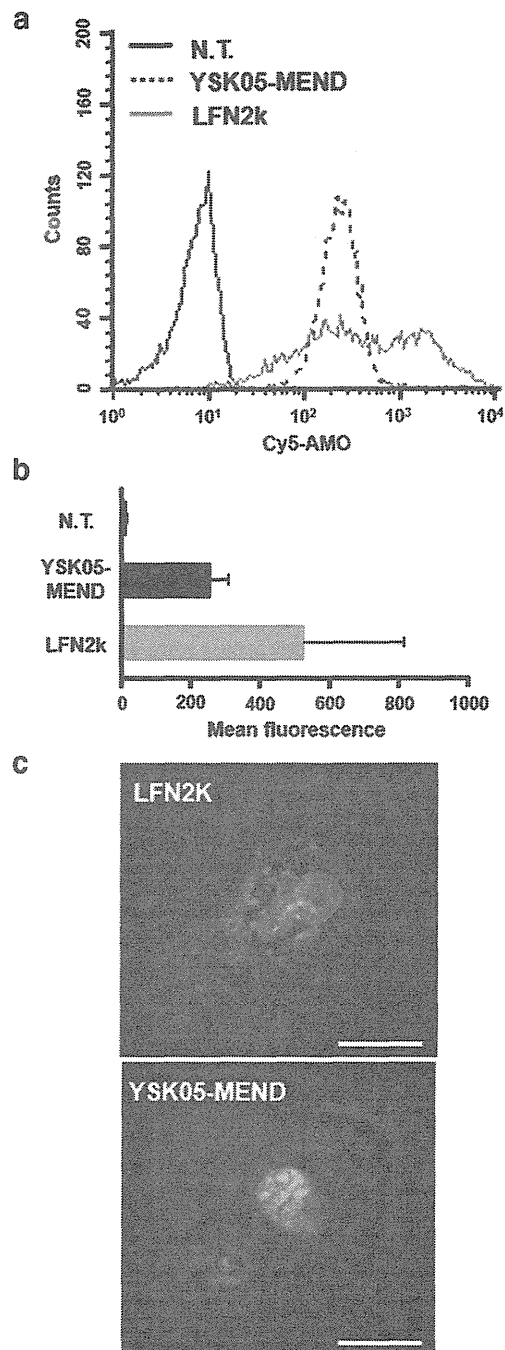 a
200
160
120
80
40
0
Counts
N.T.
YSK05-MEND
LFN2k
10⁰ 10¹ 10² 10³ 10⁴
Cy5-AMO
b
N.T.
YSK05-
MEND
LFN2k
0 200 400 600 800 1000
Mean fluorescence
c
LFN2K
YSK05-MEND